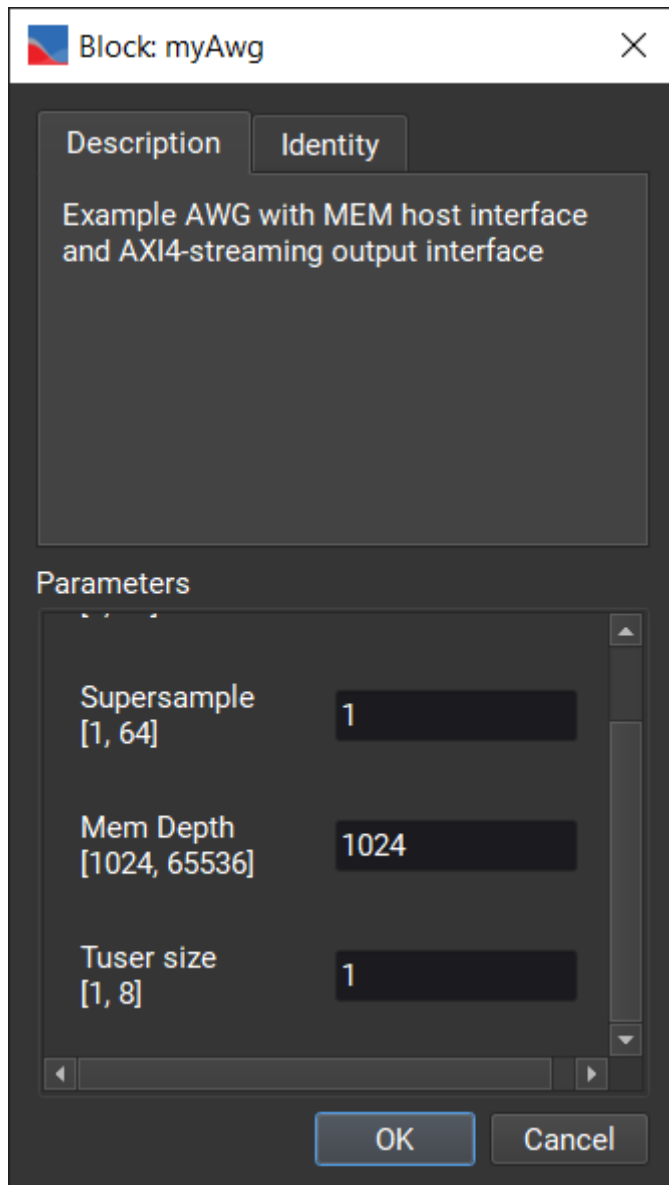 Block: myAwg
Description
Identity
Example AWG with MEM host interface
and AXI4-streaming output interface
Parameters
Supersample
[1, 64]
1
Mem Depth
[1024, 65536]
1024
Tuser size
[1, 8]
1
OK
Cancel